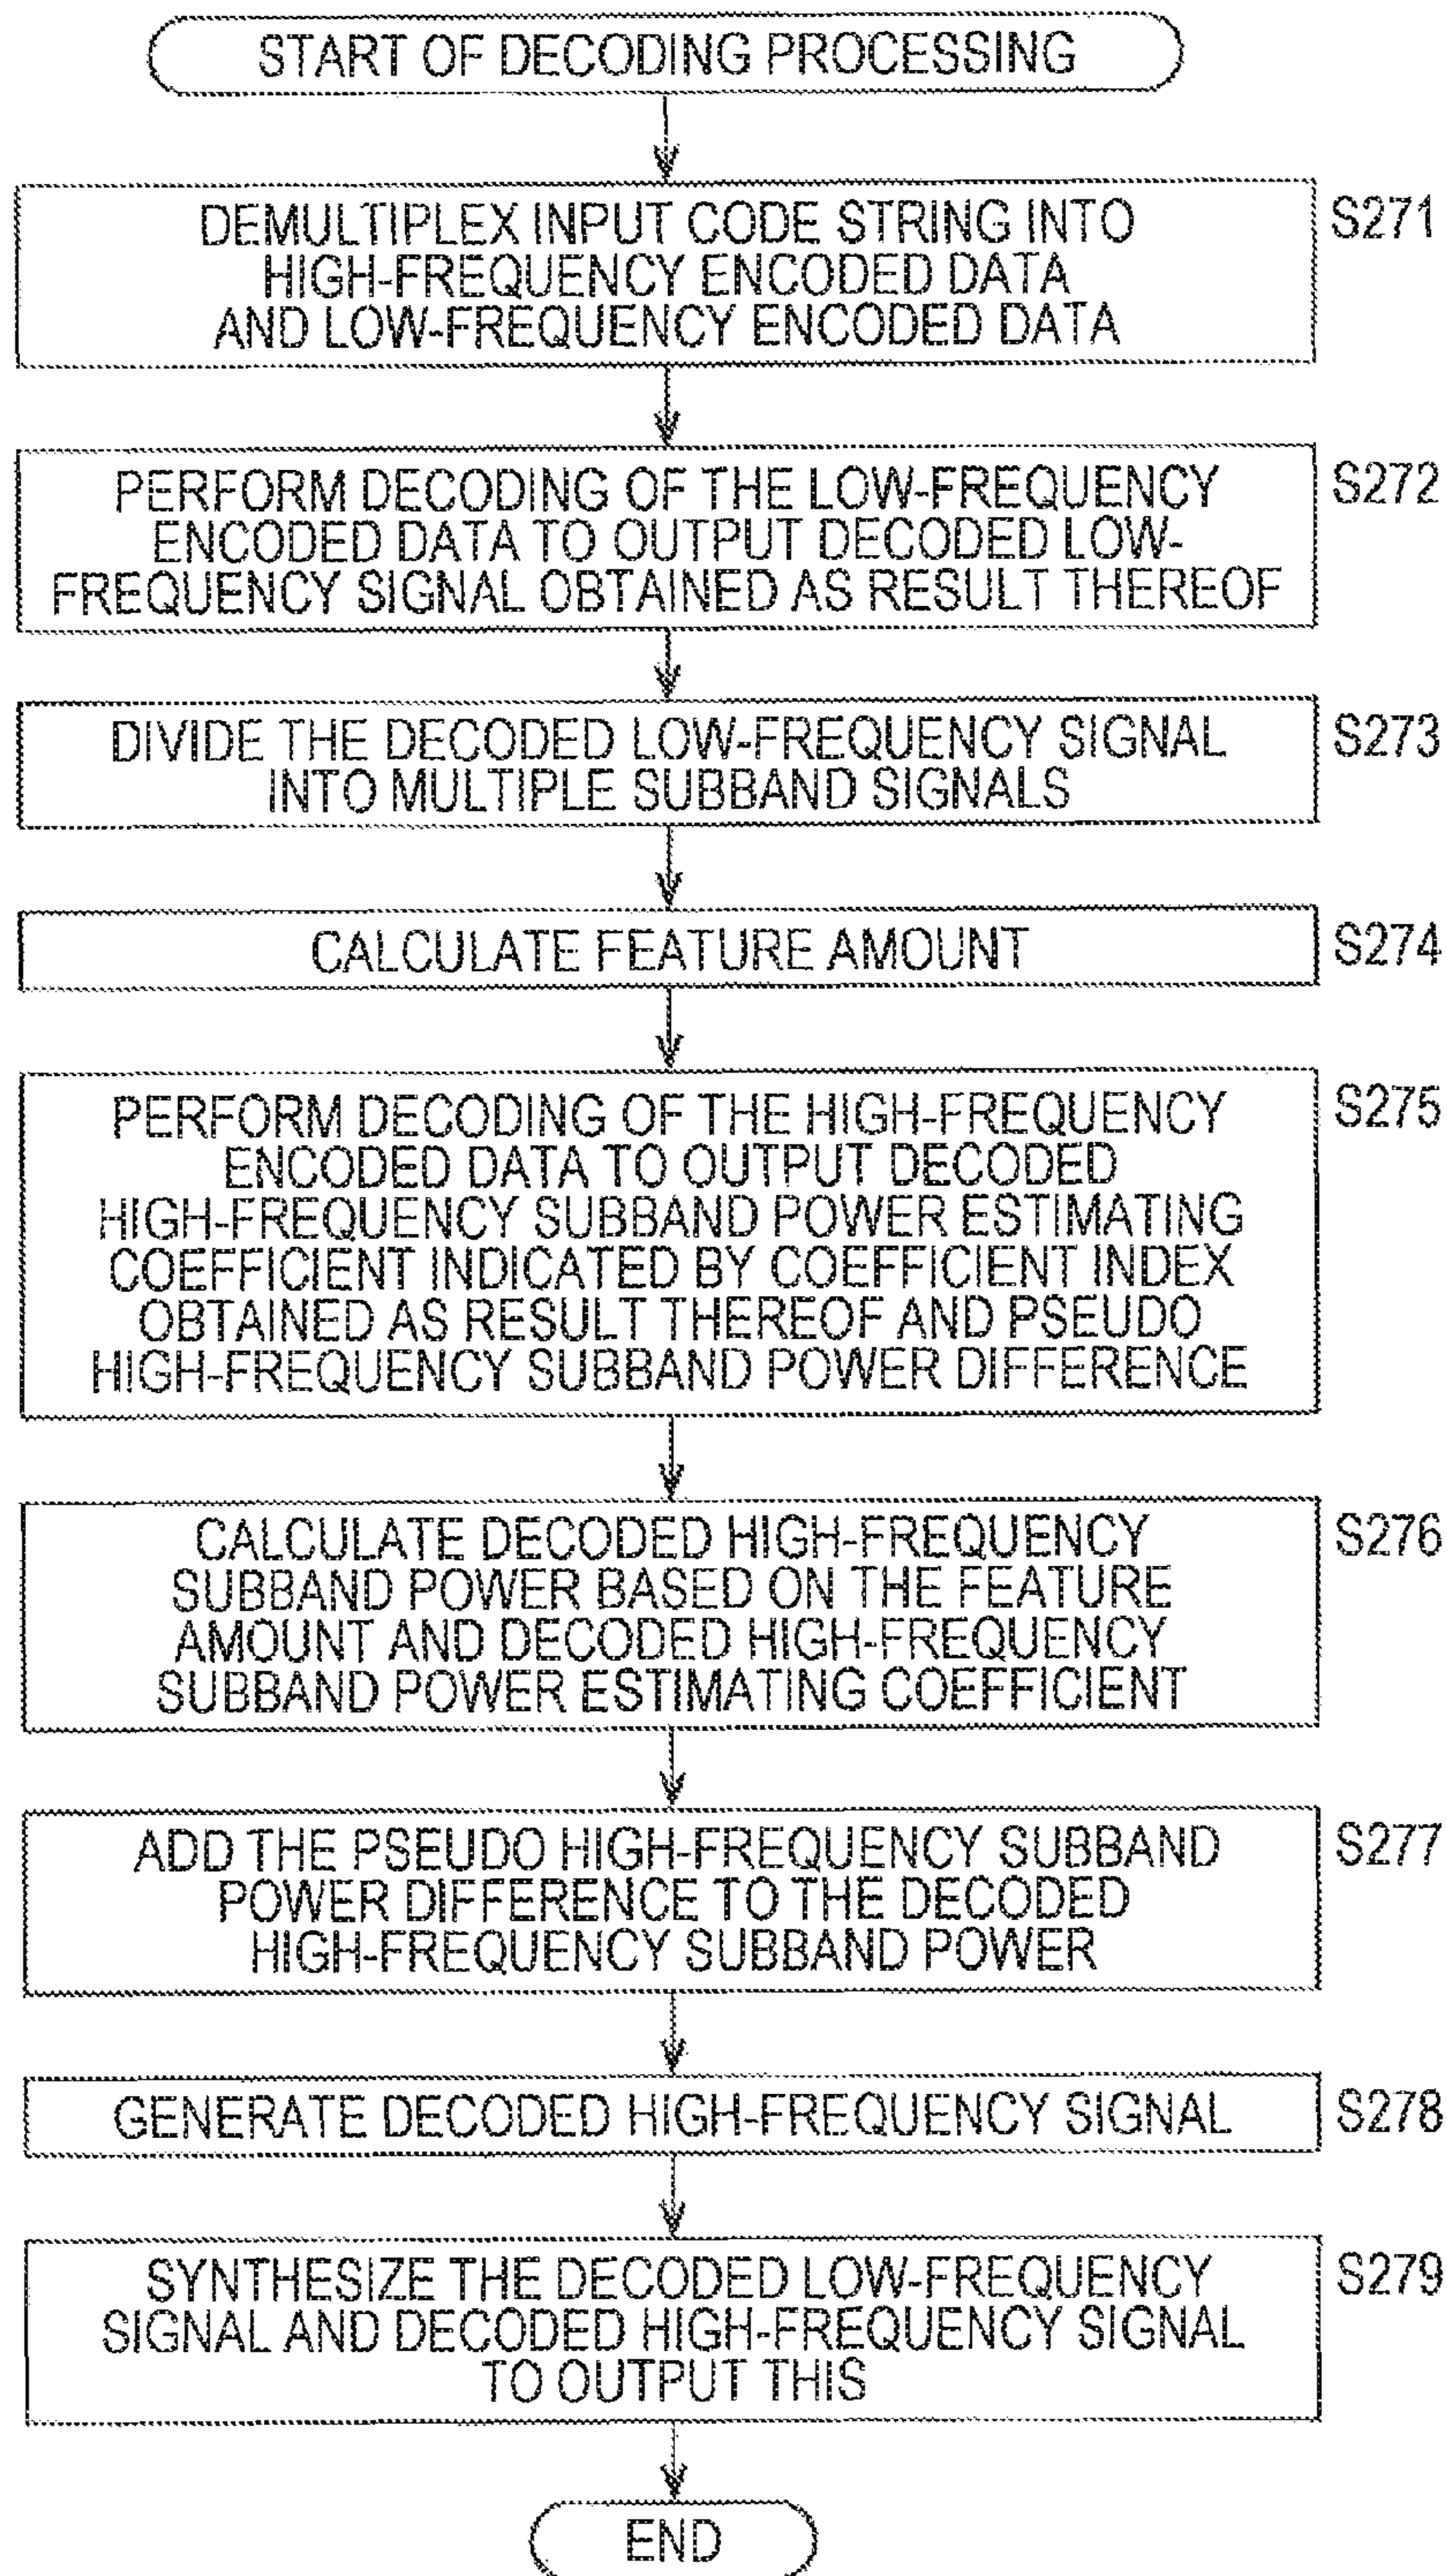 START OF DECODING PROCESSING
DEMULTIPLEX INPUT CODE STRING INTO
HIGH-FREQUENCY ENCODED DATA
AND LOW-FREQUENCY ENCODED DATA
S271
PERFORM DECODING OF THE LOW-FREQUENCY
ENCODED DATA TO OUTPUT DECODED LOW-
FREQUENCY SIGNAL OBTAINED AS RESULT THEREOF
S272
DIVIDE THE DECODED LOW-FREQUENCY SIGNAL
INTO MULTIPLE SUBBAND SIGNALS
S273
CALCULATE FEATURE AMOUNT
S274
PERFORM DECODING OF THE HIGH-FREQUENCY
ENCODED DATA TO OUTPUT DECODED
HIGH-FREQUENCY SUBBAND POWER ESTIMATING
COEFFICIENT INDICATED BY COEFFICIENT INDEX
OBTAINED AS RESULT THEREOF AND PSEUDO
HIGH-FREQUENCY SUBBAND POWER DIFFERENCE
S275
CALCULATE DECODED HIGH-FREQUENCY
SUBBAND POWER BASED ON THE FEATURE
AMOUNT AND DECODED HIGH-FREQUENCY
SUBBAND POWER ESTIMATING COEFFICIENT
S276
ADD THE PSEUDO HIGH-FREQUENCY SUBBAND
POWER DIFFERENCE TO THE DECODED
HIGH-FREQUENCY SUBBAND POWER
S277
GENERATE DECODED HIGH-FREQUENCY SIGNAL
S278
SYNTHESIZE THE DECODED LOW-FREQUENCY
SIGNAL AND DECODED HIGH-FREQUENCY SIGNAL
TO OUTPUT THIS
S279
END